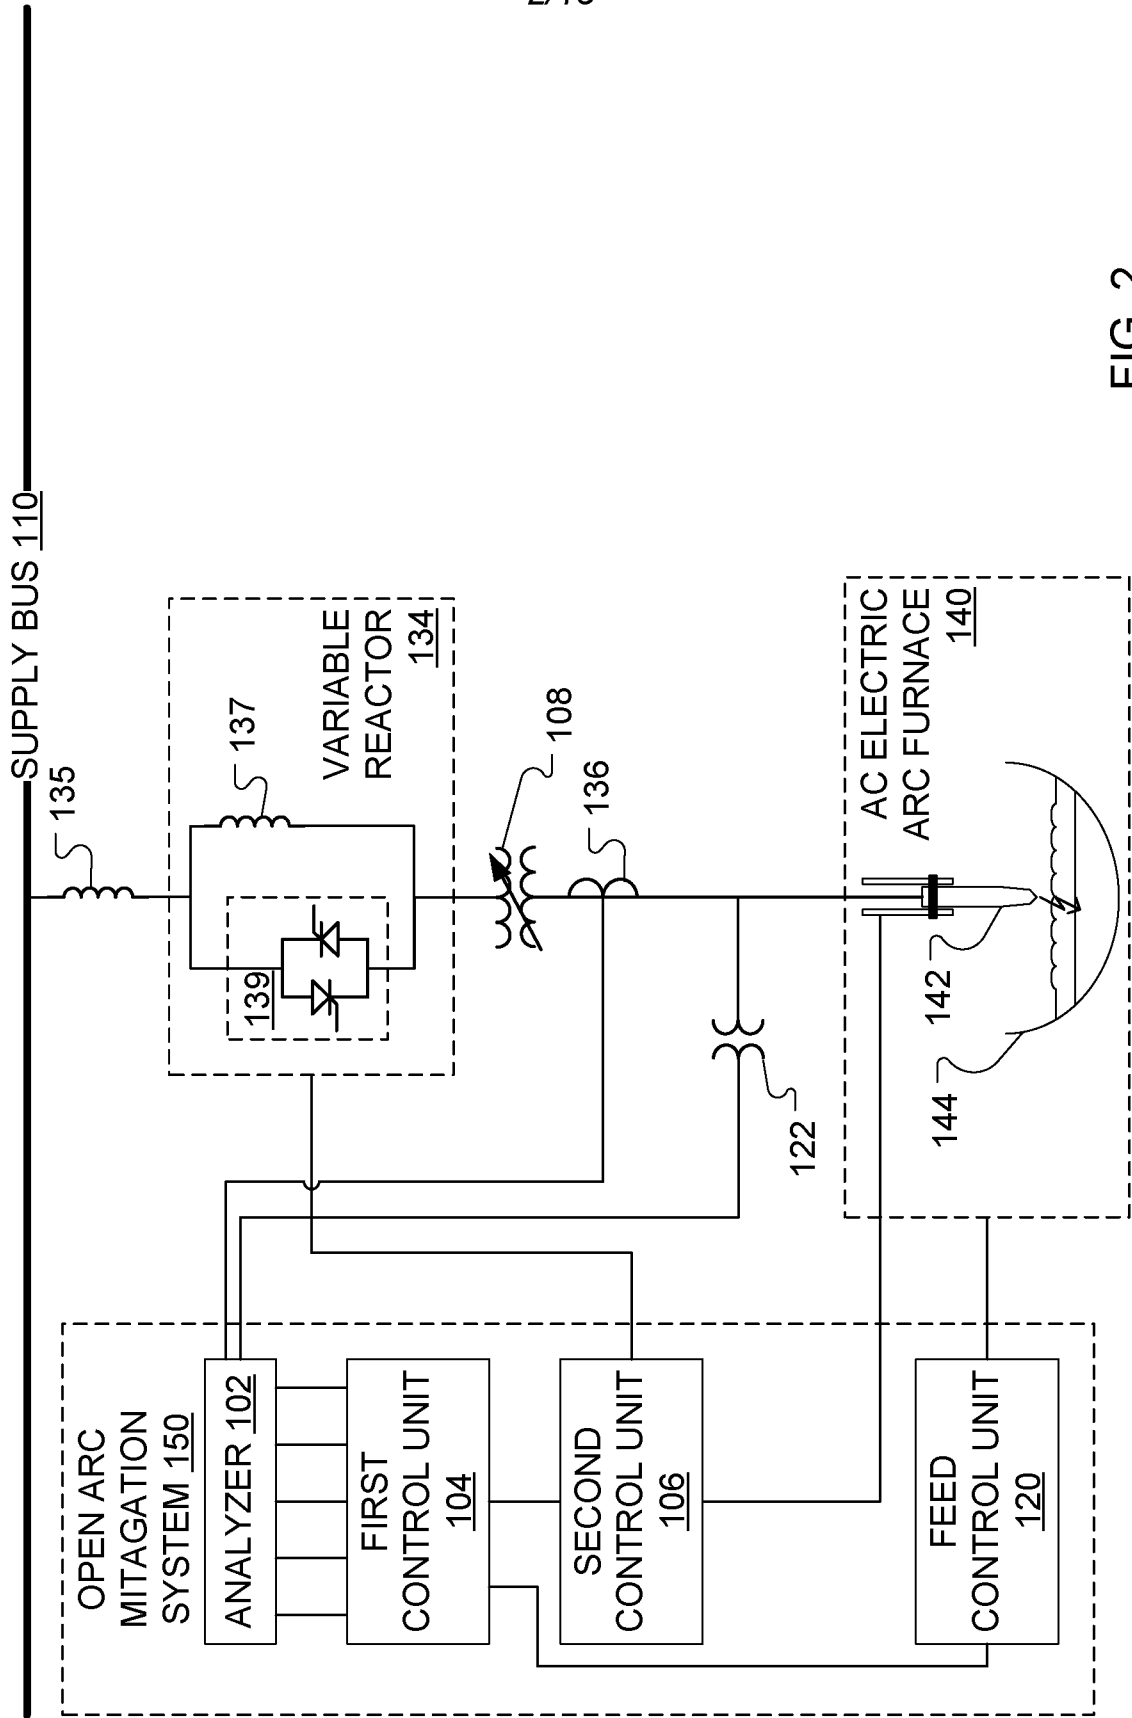 SUPPLY BUS 110
135
OPEN ARC
MITAGATION
SYSTEM 150
ANALYZER 102
FIRST
CONTROL UNIT
104
SECOND
CONTROL UNIT
106
FEED
CONTROL UNIT
120
139
137
VARIABLE
REACTOR
134
108
136
122
AC ELECTRIC
ARC FURNACE
140
142
144
FIG. 2